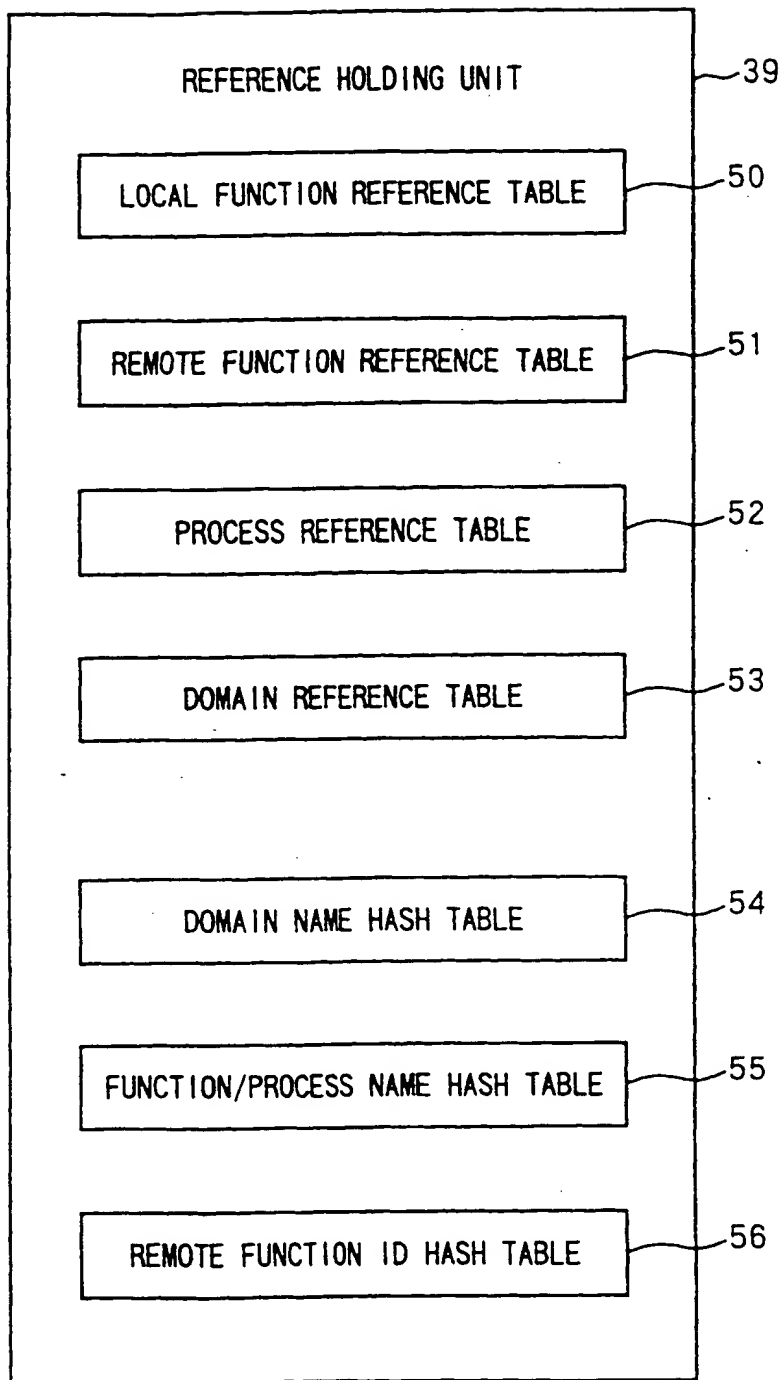 REFERENCE HOLDING UNIT 39
LOCAL FUNCTION REFERENCE TABLE 50
REMOTE FUNCTION REFERENCE TABLE 51
PROCESS REFERENCE TABLE 52
DOMAIN REFERENCE TABLE 53
DOMAIN NAME HASH TABLE 54
FUNCTION/PROCESS NAME HASH TABLE 55
REMOTE FUNCTION ID HASH TABLE 56